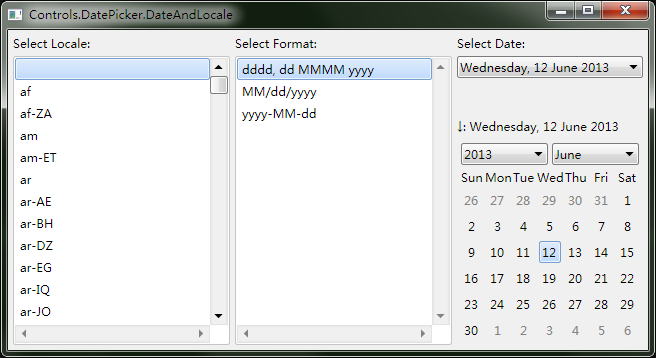 Controls.DatePicker.DateAndLocale
Select Locale:
af
af-ZA
am
am-ET
ar
ar-AE
ar-BH
ar-DZ
ar-EG
ar-IQ
ar-JO
Select Format:
dddd, dd MMMM yyyy
MM/dd/yyyy
yyyy-MM-dd
Select Date:
Wednesday, 12 June 2013
↓: Wednesday, 12 June 2013
2013 June
Sun Mon Tue Wed Thu Fri Sat
26 27 28 29 30 31 1
2 3 4 5 6 7 8
9 10 11 12 13 14 15
16 17 18 19 20 21 22
23 24 25 26 27 28 29
30 1 2 3 4 5 6